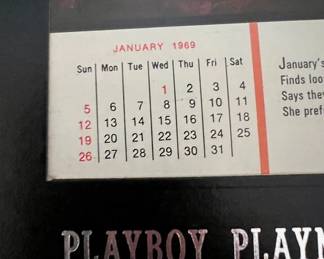 JANUARY 1969
Sun Mon Tue Wed Thu Fri Sat
1 2 3 4
5 6 7 8 9 10 11
12 13 14 15 16 17 18
19 20 21 22 23 24 25
26 27 28 29 30 31
January's
Finds loo
Says they
She pref
PLAYBOY PLAYM